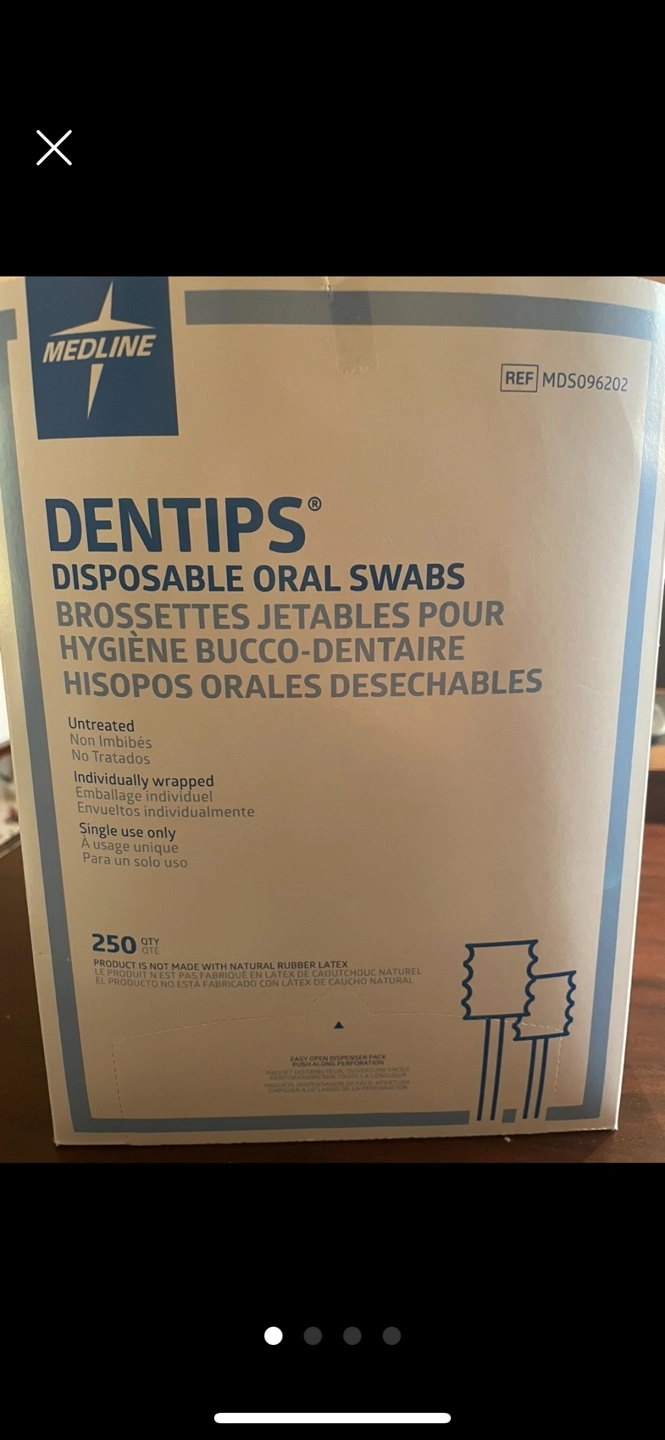 MEDLINE
REF MDS096202
DENTIPS®
DISPOSABLE ORAL SWABS
BROSSETTES JETABLES POUR
HYGIÈNE BUCCO-DENTAIRE
HISOPOS ORALES DESECHABLES
Untreated
Non Imbibés
No Tratados
Individually wrapped
Emballage individuel
Envueltos individualmente
Single use only
À usage unique
Para un solo uso
250 QTY
QTÉ
PRODUCT IS NOT MADE WITH NATURAL RUBBER LATEX
LE PRODUIT N'EST PAS FABRIQUÉ EN LATEX DE CAOUTCHOUC NATUREL
EL PRODUCTO NO ESTÁ FABRICADO CON LÁTEX DE CAUCHO NATURAL
EASY OPEN DISPENSER PACK
PUSH ALONG PERFORATION